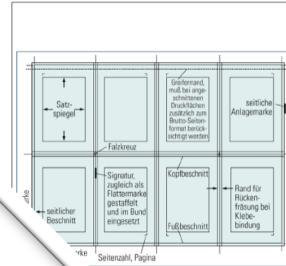 Greiferrand,
muß bei ange-
schnittenen
Druckflächen
zusätzlich zum
Brutto-Seiten-
format berück-
sichtigt werden
Satz-
spiegel
seitliche
Anlagemarke
Falzkreuz
Signatur,
zugleich als
Flattermarke
gestaffelt
und im Bund
eingesetzt
Kopfbeschnitt
Rand für
Rücken-
fräsung bei
Klebe-
bindung
seitlicher
Beschnitt
Fußbeschnitt
rke
Seitenzahl, Pagina